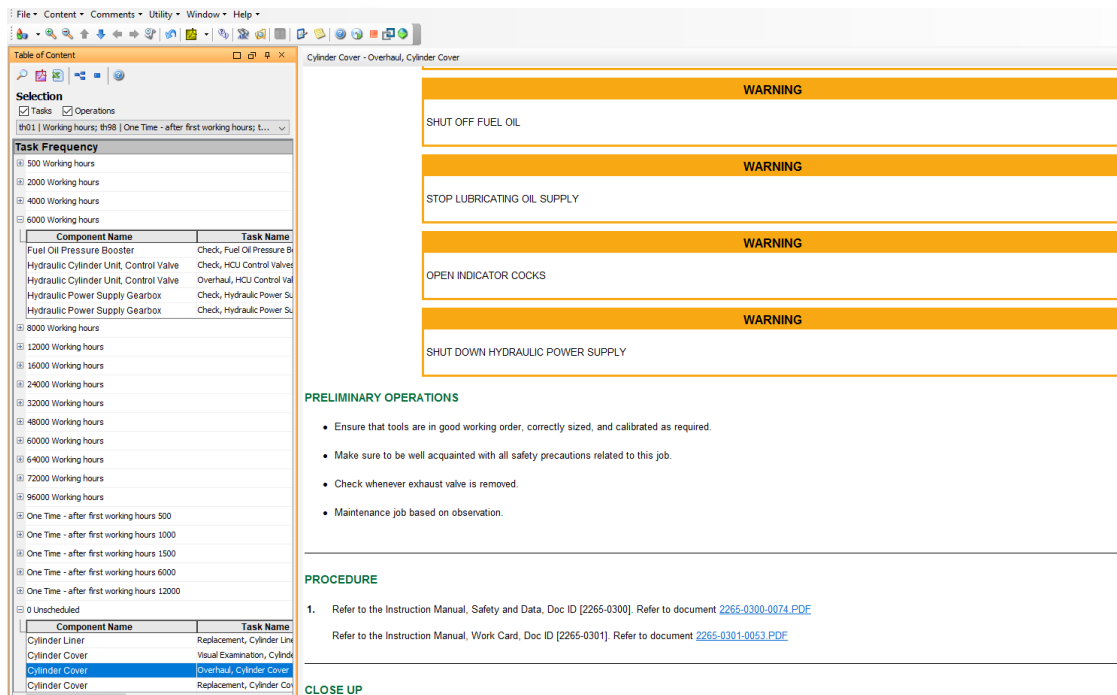 File Content Comments Utility Window Help
Table of Content
Selection
Tasks Operations
th01 | Working hours; th98 | One Time - after first working hours; t...
Task Frequency
500 Working hours
2000 Working hours
4000 Working hours
6000 Working hours
Component Name Task Name
Fuel Oil Pressure Booster Check, Fuel Oil Pressure
Hydraulic Cylinder Unit, Control Valve Check, HCU Control Valves
Hydraulic Cylinder Unit, Control Valve Overhaul, HCU Control
Hydraulic Power Supply Gearbox Check, Hydraulic Power
Hydraulic Power Supply Gearbox Check, Hydraulic Power
8000 Working hours
12000 Working hours
16000 Working hours
24000 Working hours
32000 Working hours
48000 Working hours
60000 Working hours
64000 Working hours
72000 Working hours
96000 Working hours
One Time - after first working hours 500
One Time - after first working hours 1000
One Time - after first working hours 1500
One Time - after first working hours 6000
One Time - after first working hours 12000
0 Unscheduled
Component Name Task Name
Cylinder Liner Replacement, Cylinder
Cylinder Cover Visual Examination,
Cylinder Cover Overhaul, Cylinder Cover
Cylinder Cover Replacement, Cylinder
Cylinder Cover - Overhaul, Cylinder Cover
WARNING
SHUT OFF FUEL OIL
WARNING
STOP LUBRICATING OIL SUPPLY
WARNING
OPEN INDICATOR COCKS
WARNING
SHUT DOWN HYDRAULIC POWER SUPPLY
PRELIMINARY OPERATIONS
• Ensure that tools are in good working order, correctly sized, and calibrated as required.
• Make sure to be well acquainted with all safety precautions related to this job.
• Check whenever exhaust valve is removed.
• Maintenance job based on observation.
PROCEDURE
1. Refer to the Instruction Manual, Safety and Data, Doc ID [2265-0300]. Refer to document 2265-0300-0074.PDF
Refer to the Instruction Manual, Work Card, Doc ID [2265-0301]. Refer to document 2265-0301-0053.PDF
CLOSE UP